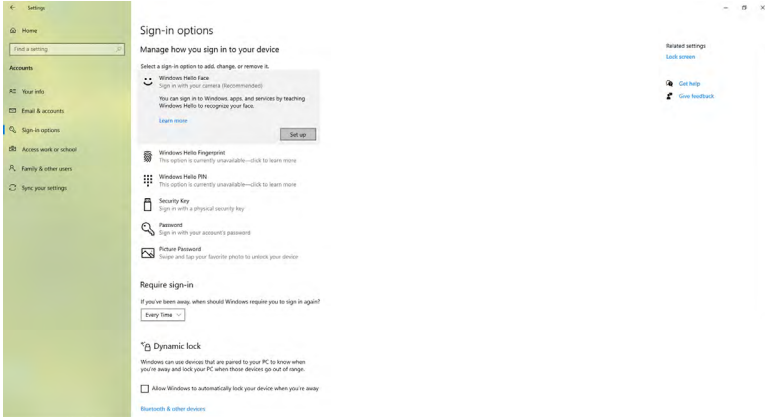 Settings
Home
Find a setting
Accounts
Your info
Email & accounts
Sign-in options
Access work or school
Family & other users
Sync your settings
Sign-in options
Manage how you sign in to your device
Select a sign-in option to add, change, or remove it.
Windows Hello Face
Sign in with your camera (Recommended)
You can sign in to Windows, apps, and services by teaching
Windows Hello to recognize your face.
Learn more
Set up
Windows Hello Fingerprint
This option is currently unavailable—click to learn more
Windows Hello PIN
This option is currently unavailable—click to learn more
Security Key
Sign in with a physical security key
Password
Sign in with your account's password
Picture Password
Swipe and tap your favorite photo to unlock your device
Require sign-in
If you've been away, when should Windows require you to sign in again?
Every Time
Dynamic lock
Windows can use devices that are paired to your PC to know when
you're away and lock your PC when those devices go out of range.
Allow Windows to automatically lock your device when you're away
Bluetooth & other devices
Related settings
Lock screen
Get help
Give feedback